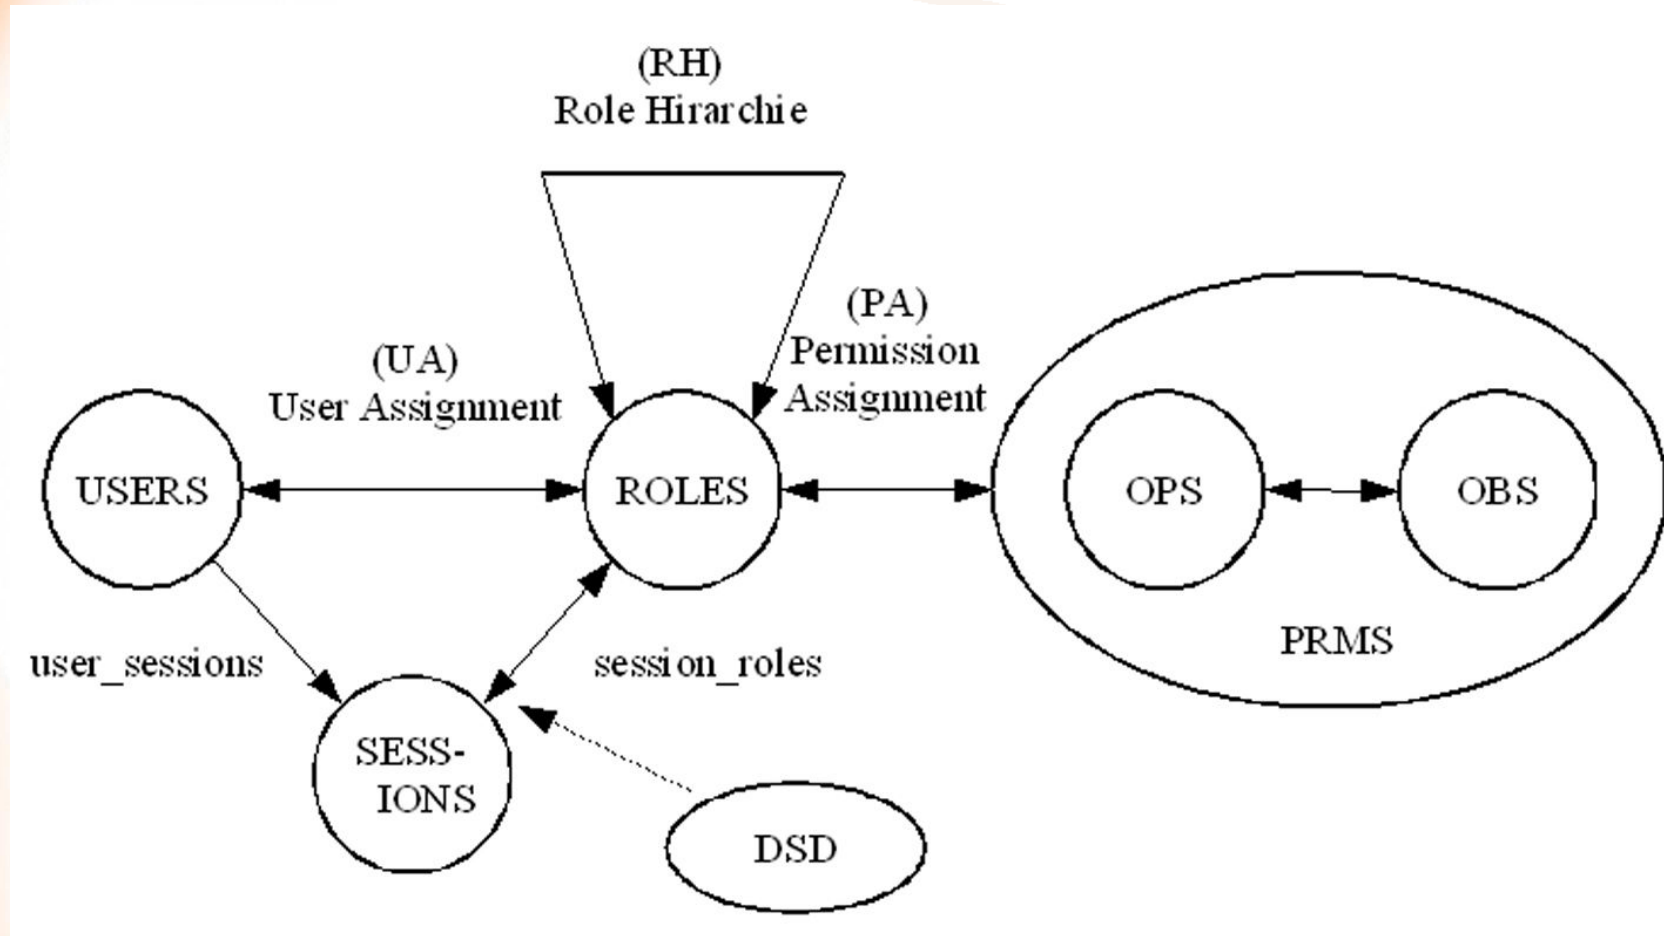 (RH)
Role Hirarchie
(PA)
Permission
Assignment
(UA)
User Assignment
USERS
ROLES
OPS
OBS
PRMS
user_sessions
session_roles
SESS-
IONS
DSD